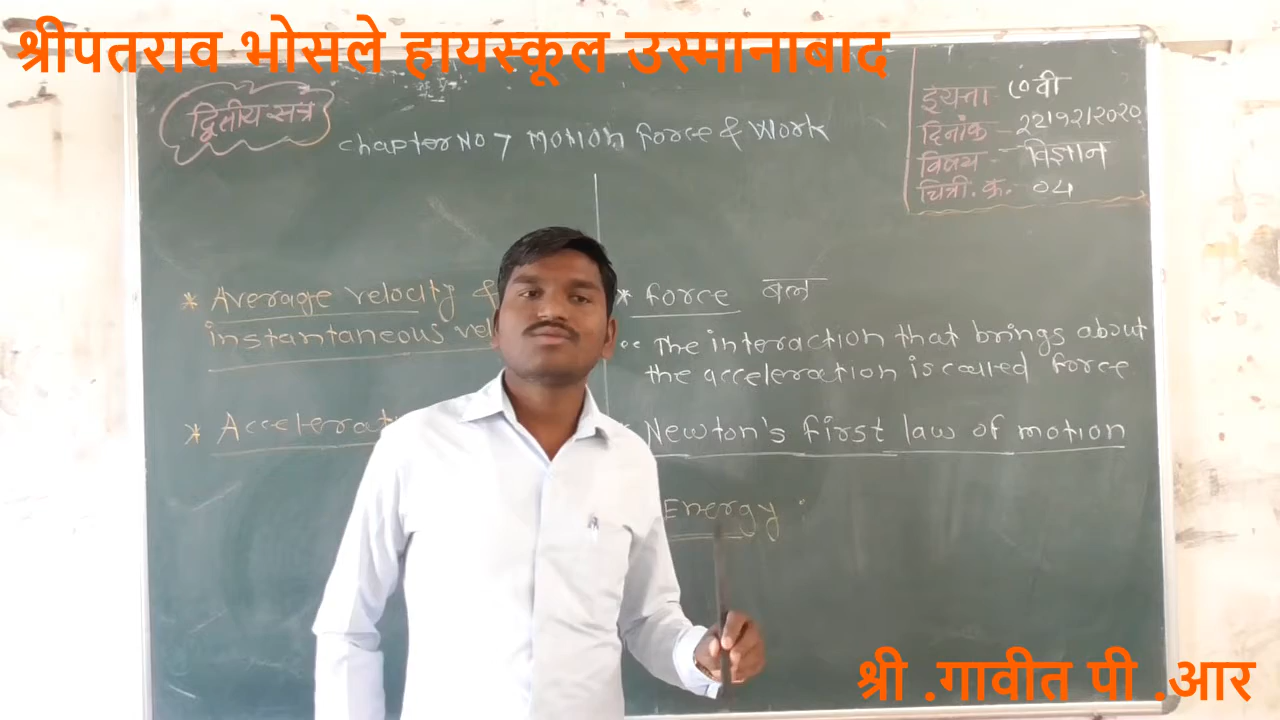 श्रीपतराव भोसले हायस्कूल उस्मानाबाद
द्वितीय सत्र
इयत्ता ७ वी
दिनांक - २२/१२/२०२०
विषय - विज्ञान
चित्री. क्र. - ०४
chapter NO 7 Motion force & Work
* Average velocity &
instantaneous vel
* Accelerat
* force बल
•• The interaction that brings about
the acceleration is called force
Newton's first law of motion
Energy :
श्री .गावीत पी .आर